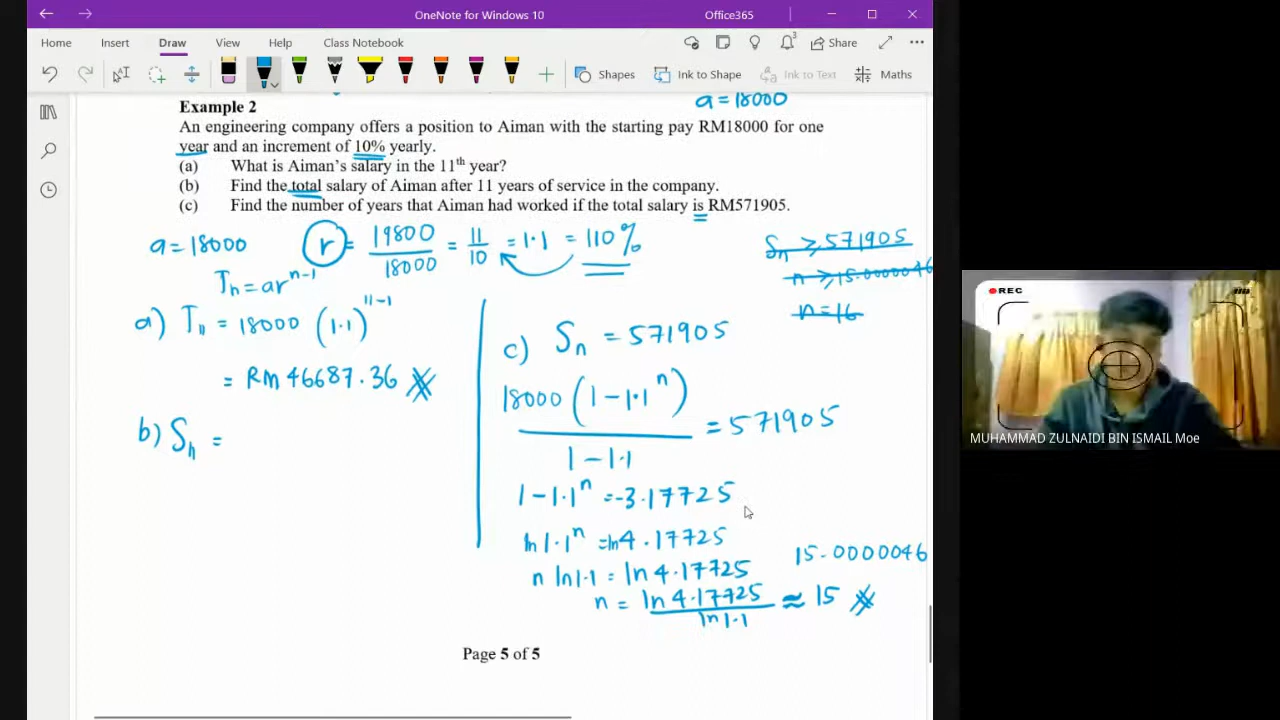 OneNote for Windows 10
Office365
Home Insert Draw View Help Class Notebook
3
Share
Shapes Ink to Shape Ink to Text Maths
a = 18000
Example 2
An engineering company offers a position to Aiman with the starting pay RM18000 for one
year and an increment of 10% yearly.
(a) What is Aiman's salary in the 11th year?
(b) Find the total salary of Aiman after 11 years of service in the company.
(c) Find the number of years that Aiman had worked if the total salary is RM571905.
a = 18000 r = 19800/18000 = 11/10 = 1.1 = 110%
Sn ≥ 571905
n ≥ 15.0000046
n = 16
Tn = ar^(n-1)
a) T11 = 18000 (1.1)^(11-1)
= RM 46687.36
b) Sn =
c) Sn = 571905
18000 (1 - 1.1^n) / 1 - 1.1 = 571905
1 - 1.1^n = -3.17725
ln 1.1^n = ln 4.17725
n ln 1.1 = ln 4.17725
15.0000046
n = ln 4.17725 / ln 1.1 ≈ 15
Page 5 of 5
REC
MUHAMMAD ZULNAIDI BIN ISMAIL Moe